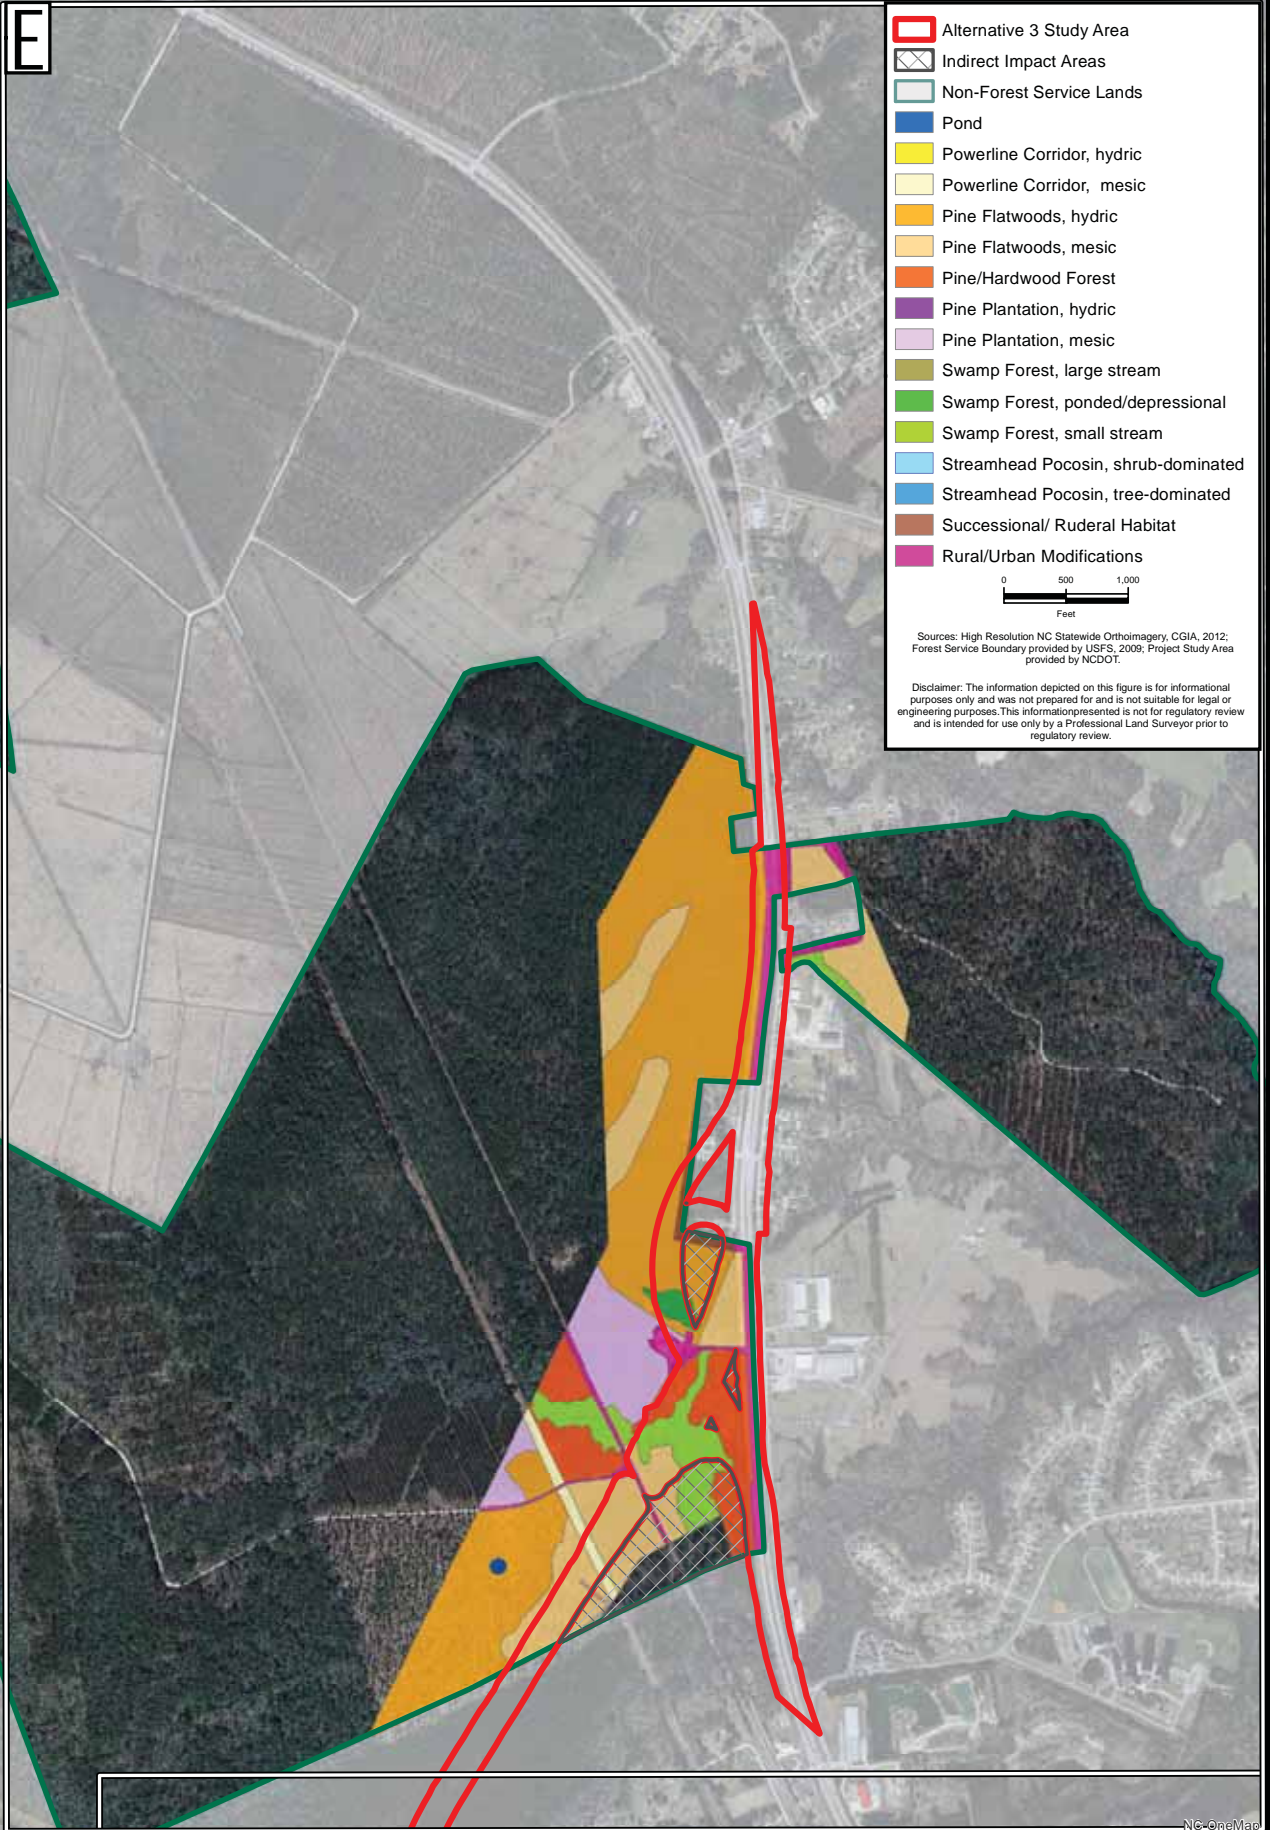 E
Alternative 3 Study Area
Indirect Impact Areas
Non-Forest Service Lands
Pond
Powerline Corridor, hydric
Powerline Corridor, mesic
Pine Flatwoods, hydric
Pine Flatwoods, mesic
Pine/Hardwood Forest
Pine Plantation, hydric
Pine Plantation, mesic
Swamp Forest, large stream
Swamp Forest, ponded/depressional
Swamp Forest, small stream
Streamhead Pocosin, shrub-dominated
Streamhead Pocosin, tree-dominated
Successional/ Ruderal Habitat
Rural/Urban Modifications
0 500 1,000
Feet
Sources: High Resolution NC Statewide Orthoimagery, CGIA, 2012;
Forest Service Boundary provided by USFS, 2009; Project Study Area
provided by NCDOT.
Disclaimer: The information depicted on this figure is for informational
purposes only and was not prepared for and is not suitable for legal or
engineering purposes.This informationpresented is not for regulatory review
and is intended for use only by a Professional Land Surveyor prior to
regulatory review.
NC-OneMap